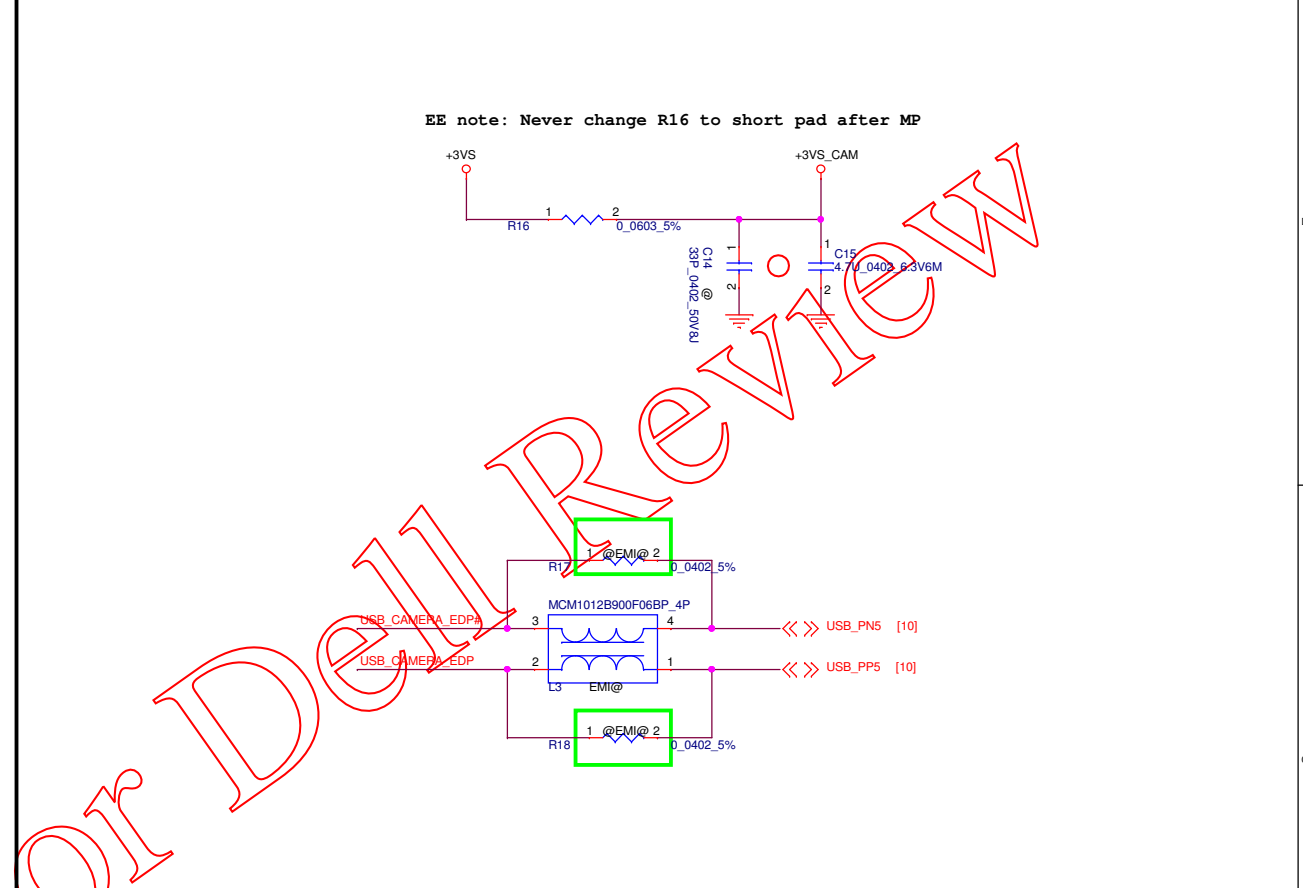 EE note: Never change R16 to short pad after MP
+3VS
+3VS_CAM
1
2
R16
0_0603_5%
1
C14
33P_0402_50V8J
@
2
1
C15
4.7U_0402_6.3V6M
2
1 @EMI@ 2
R17
0_0402_5%
MCM1012B900F06BP_4P
USB_CAMERA_EDP#
3
4
USB_PN5 [10]
USB_CAMERA_EDP
2
1
USB_PP5 [10]
L3
EMI@
1 @EMI@ 2
R18
0_0402_5%
or Dell Review